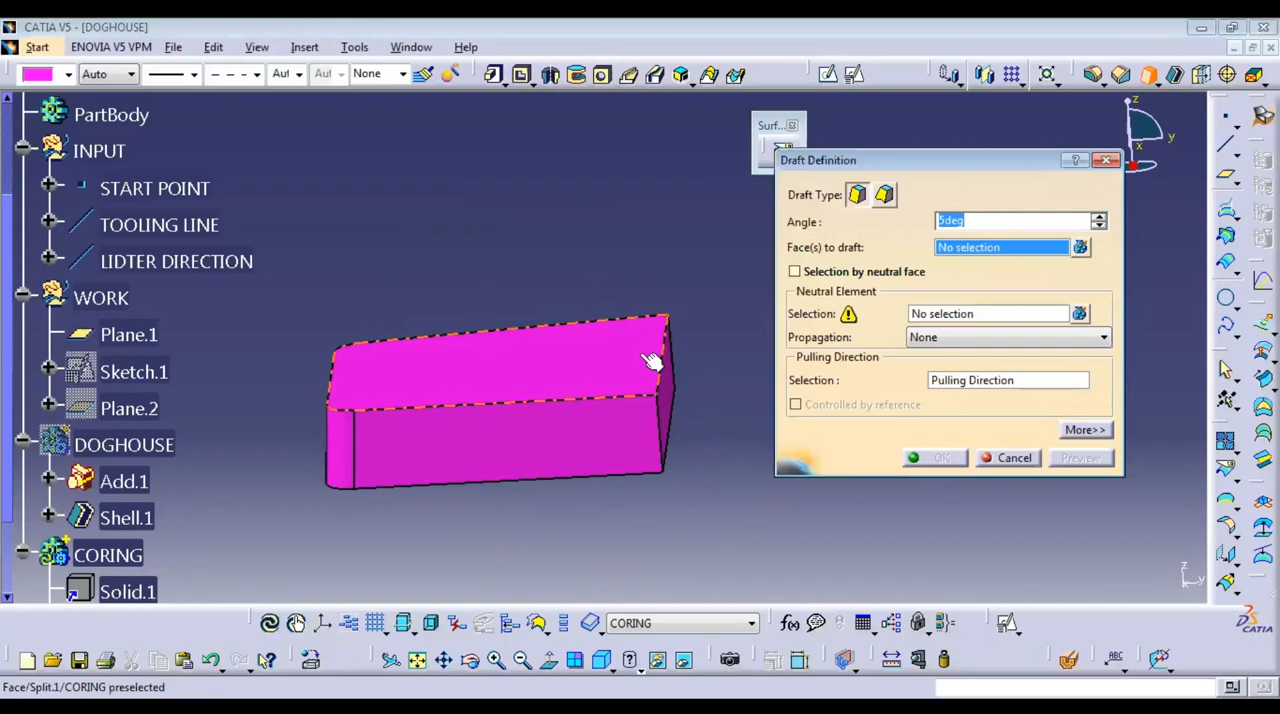 CATIA V5 - [DOGHOUSE]
Start ENOVIA V5 VPM File Edit View Insert Tools Window Help
Auto Aut Aut None
PartBody
INPUT
START POINT
TOOLING LINE
LIDTER DIRECTION
WORK
Plane.1
Sketch.1
Plane.2
DOGHOUSE
Add.1
Shell.1
CORING
Solid.1
Surf...
z
y
x
Draft Definition
Draft Type:
Angle : 5deg
Face(s) to draft: No selection
Selection by neutral face
Neutral Element
Selection: No selection
Propagation: None
Pulling Direction
Selection : Pulling Direction
Controlled by reference
More>>
OK Cancel Preview
z
y
CORING
f(x)
ABC
CATIA
Face/Split.1/CORING preselected